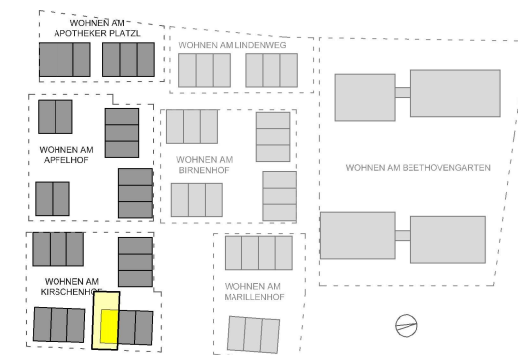 WOHNEN AM
APOTHEKER PLATZL
WOHNEN AM LINDENWEG
WOHNEN AM
APFELHOF
WOHNEN AM
BIRNENHOF
WOHNEN AM BEETHOVENGARTEN
WOHNEN AM
KIRSCHENHOF
WOHNEN AM
MARILLENHOF